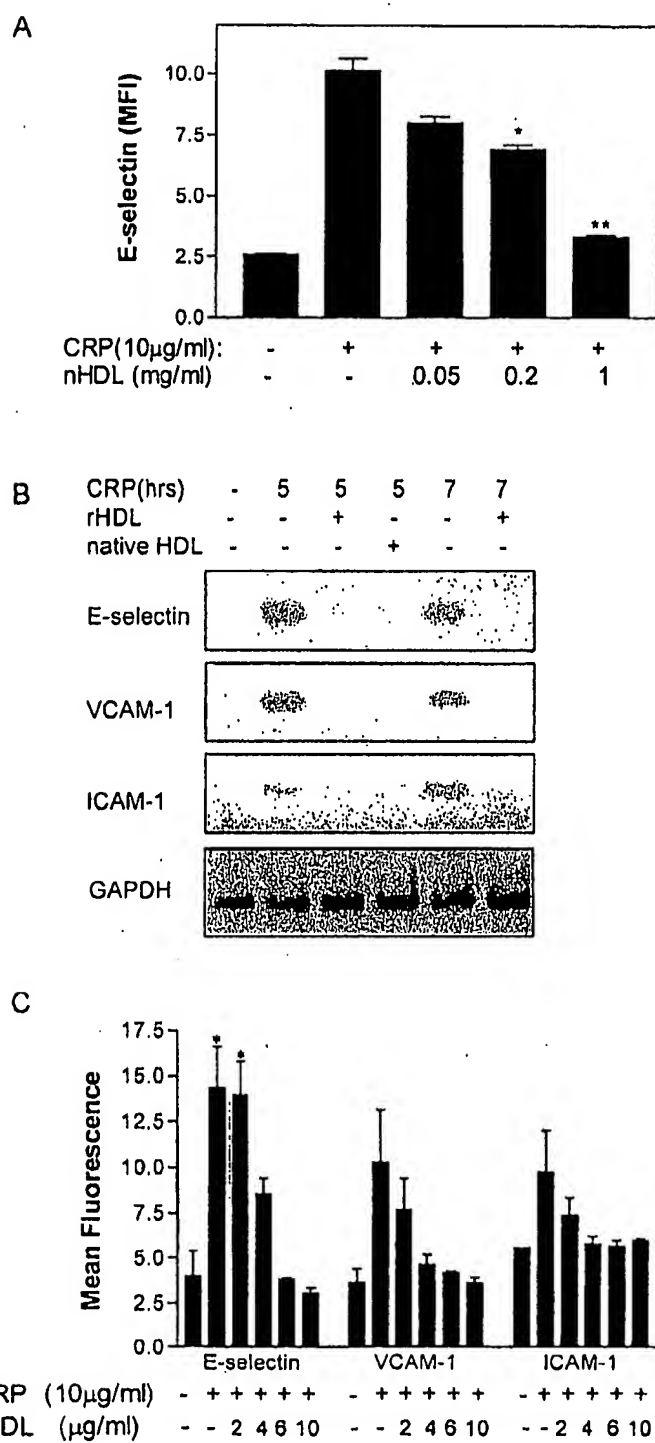 A
E-selectin (MFI)
10.0
7.5
5.0
2.5
0.0
*
**
CRP(10µg/ml): - + + + +
nHDL (mg/ml) - - 0.05 0.2 1
B
CRP(hrs) - 5 5 5 7 7
rHDL - - + - - +
native HDL - - - + - -
E-selectin
VCAM-1
ICAM-1
GAPDH
C
Mean Fluorescence
17.5
15.0
12.5
10.0
7.5
5.0
2.5
0.0
* *
E-selectin VCAM-1 ICAM-1
RP (10µg/ml) - + + + + + - + + + + + - + + + + +
DL (µg/ml) - - 2 4 6 10 - - 2 4 6 10 - - 2 4 6 10